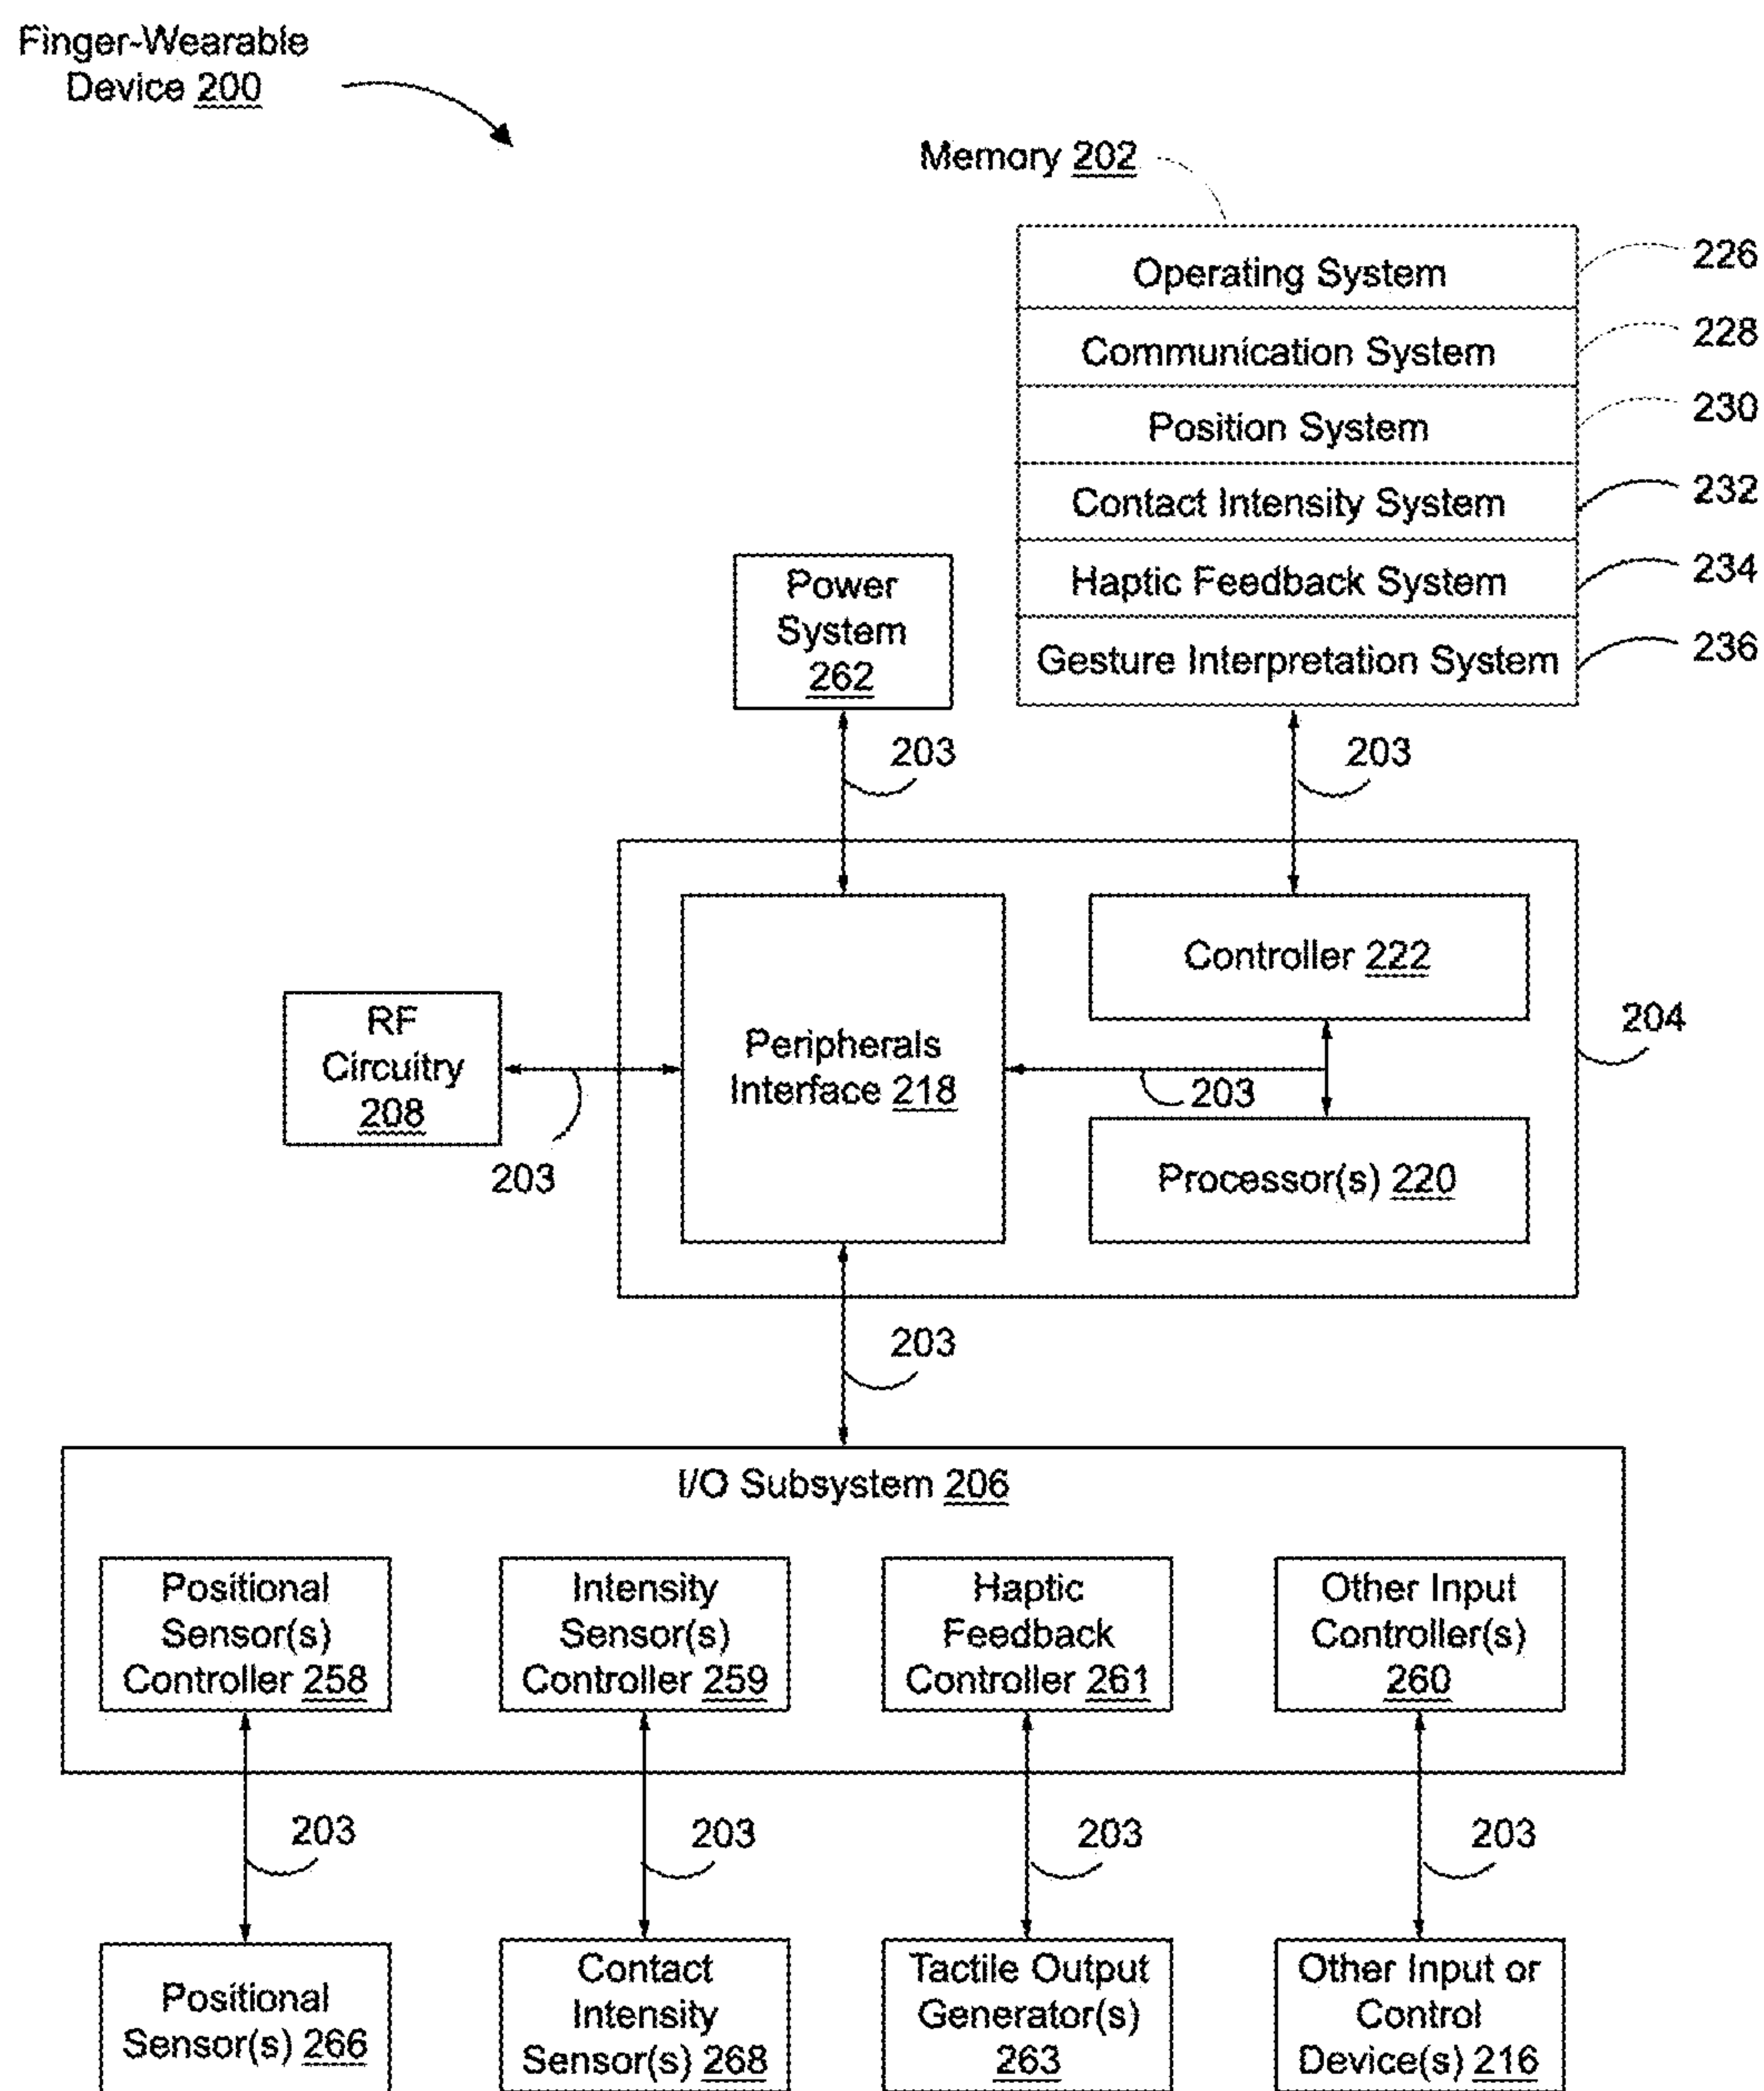 Finger-Wearable
Device 200
Memory 202
Operating System
226
Communication System
228
Position System
230
Contact Intensity System
232
Haptic Feedback System
234
Gesture Interpretation System
236
Power
System
262
203
203
Controller 222
RF
Circuitry
208
203
Peripherals
Interface 218
203
204
Processor(s) 220
203
I/O Subsystem 206
Positional
Sensor(s)
Controller 258
Intensity
Sensor(s)
Controller 259
Haptic
Feedback
Controller 261
Other Input
Controller(s)
260
203
203
203
203
Positional
Sensor(s) 266
Contact
Intensity
Sensor(s) 268
Tactile Output
Generator(s)
263
Other Input or
Control
Device(s) 216